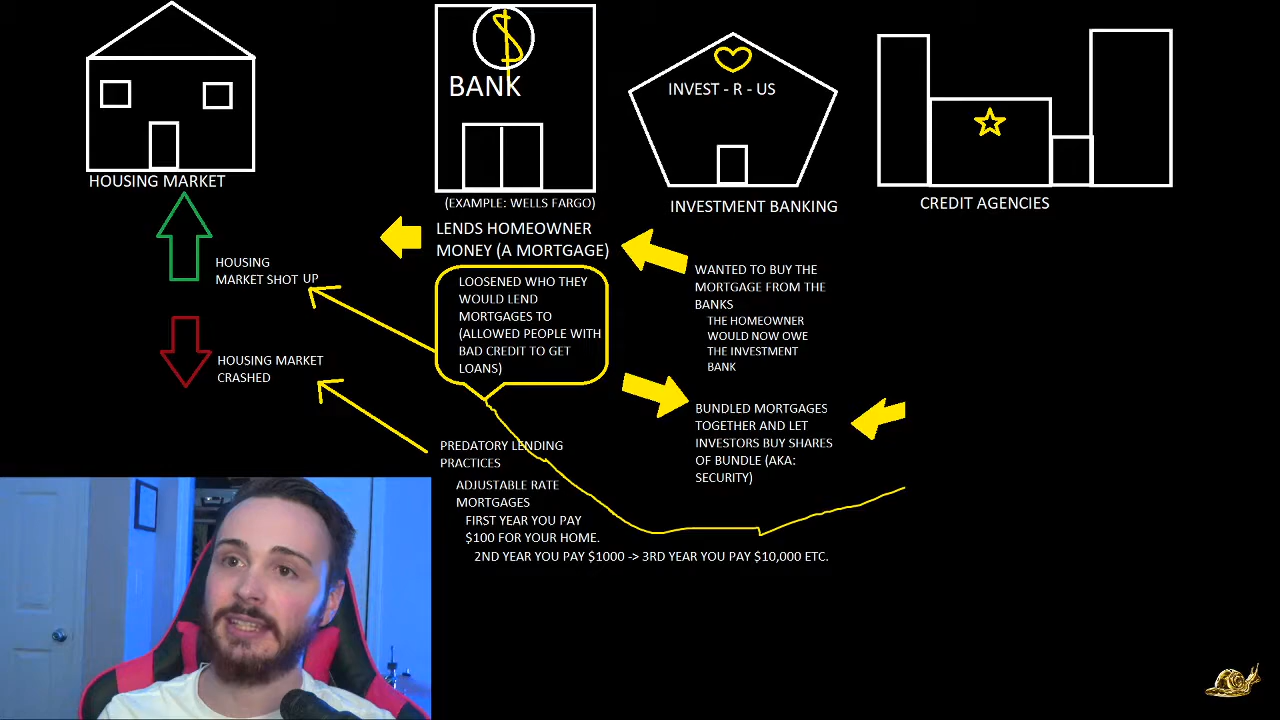 $
BANK
INVEST - R - US
HOUSING MARKET
(EXAMPLE: WELLS FARGO)
INVESTMENT BANKING
CREDIT AGENCIES
LENDS HOMEOWNER
MONEY (A MORTGAGE)
HOUSING
MARKET SHOT UP
LOOSENED WHO THEY
WOULD LEND
MORTGAGES TO
(ALLOWED PEOPLE WITH
BAD CREDIT TO GET
LOANS)
WANTED TO BUY THE
MORTGAGE FROM THE
BANKS
THE HOMEOWNER
WOULD NOW OWE
THE INVESTMENT
BANK
HOUSING MARKET
CRASHED
BUNDLED MORTGAGES
TOGETHER AND LET
INVESTORS BUY SHARES
OF BUNDLE (AKA:
SECURITY)
PREDATORY LENDING
PRACTICES
ADJUSTABLE RATE
MORTGAGES
FIRST YEAR YOU PAY
$100 FOR YOUR HOME.
2ND YEAR YOU PAY $1000 -> 3RD YEAR YOU PAY $10,000 ETC.